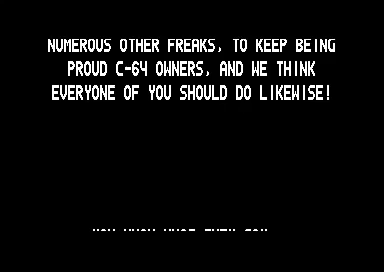 NUMEROUS OTHER FREAKS, TO KEEP BEING
PROUD C-64 OWNERS, AND WE THINK
EVERYONE OF YOU SHOULD DO LIKEWISE!